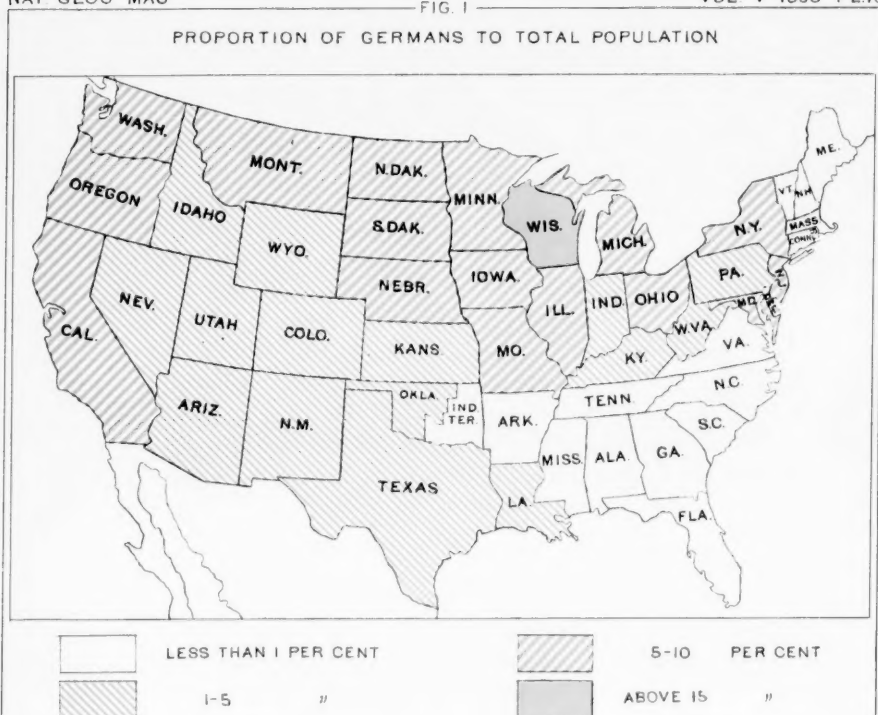 NAT GEOG MAG
FIG. I
PROPORTION OF GERMANS TO TOTAL POPULATION
WASH.
MONT.
N.DAK.
MINN.
ME.
OREGON
IDAHO
S.DAK.
WIS.
MICH.
N.Y.
VT.
N.H.
MASS
CONN.
WYO.
IOWA.
NEBR.
PA.
N.J.
NEV.
UTAH
COLO.
ILL.
IND.
OHIO
MD.
DEL.
CAL.
KANS
MO.
W.VA.
VA.
KY.
ARIZ.
N.M.
OKLA.
IND
TER.
ARK.
TENN.
N.C.
S.C.
TEXAS
LA.
MISS.
ALA.
GA.
FLA.
LESS THAN I PER CENT
5-10 PER CENT
1-5 "
ABOVE 15 "